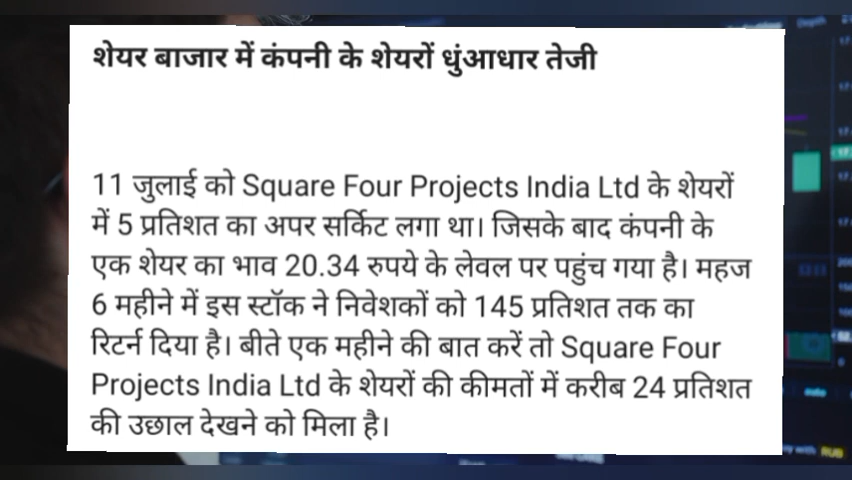 शेयर बाजार में कंपनी के शेयरों धुंआधार तेजी
11 जुलाई को Square Four Projects India Ltd के शेयरों
में 5 प्रतिशत का अपर सर्किट लगा था। जिसके बाद कंपनी के
एक शेयर का भाव 20.34 रुपये के लेवल पर पहुंच गया है। महज
6 महीने में इस स्टॉक ने निवेशकों को 145 प्रतिशत तक का
रिटर्न दिया है। बीते एक महीने की बात करें तो Square Four
Projects India Ltd के शेयरों की कीमतों में करीब 24 प्रतिशत
की उछाल देखने को मिला है।